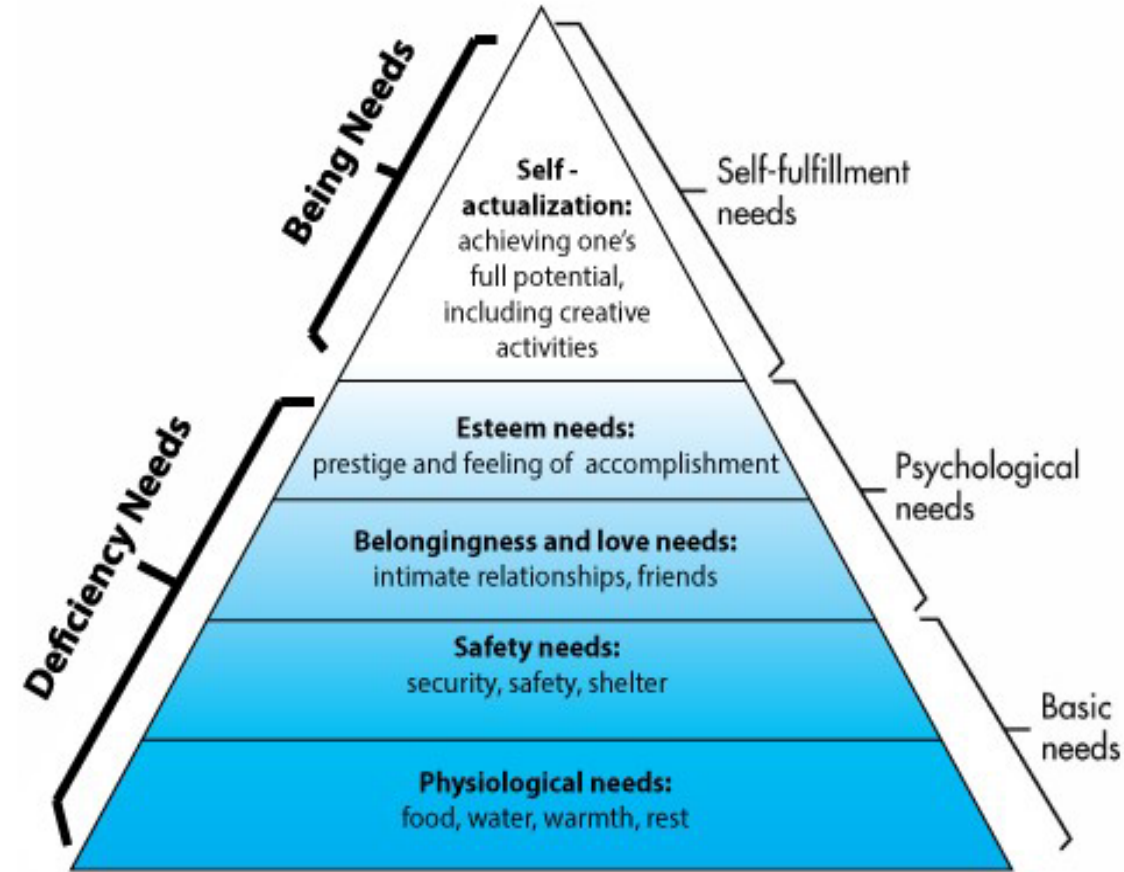 Being Needs
Self -
actualization:
achieving one's
full potential,
including creative
activities
Self-fulfillment
needs
Deficiency Needs
Esteem needs:
prestige and feeling of accomplishment
Psychological
needs
Belongingness and love needs:
intimate relationships, friends
Safety needs:
security, safety, shelter
Basic
needs
Physiological needs:
food, water, warmth, rest